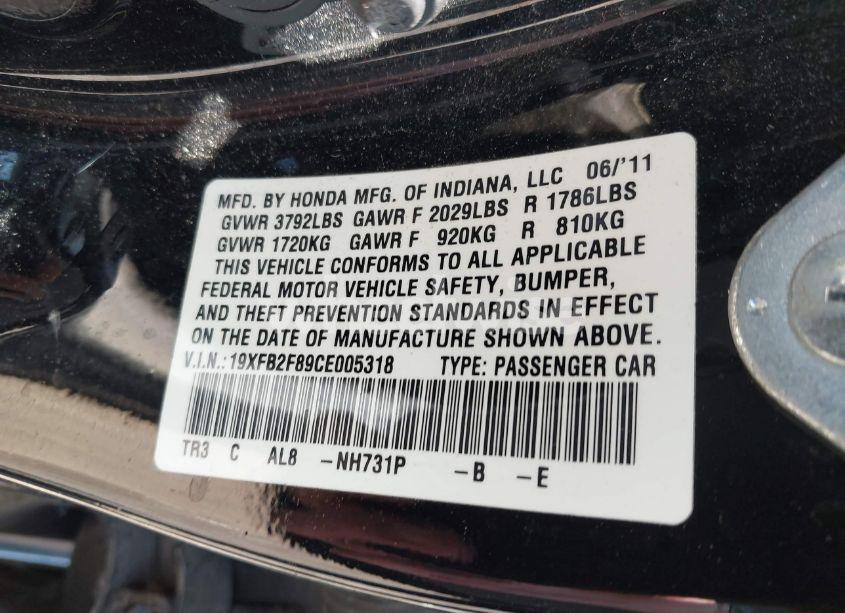 MFD. BY HONDA MFG. OF INDIANA, LLC 06/'11
GVWR 3792LBS GAWR F 2029LBS R 1786LBS
GVWR 1720KG GAWR F 920KG R 810KG
THIS VEHICLE CONFORMS TO ALL APPLICABLE
FEDERAL MOTOR VEHICLE SAFETY, BUMPER,
AND THEFT PREVENTION STANDARDS IN EFFECT
ON THE DATE OF MANUFACTURE SHOWN ABOVE.
V.I.N.: 19XFB2F89CE005318 TYPE: PASSENGER CAR
TR3 C AL8 -NH731P -B -E